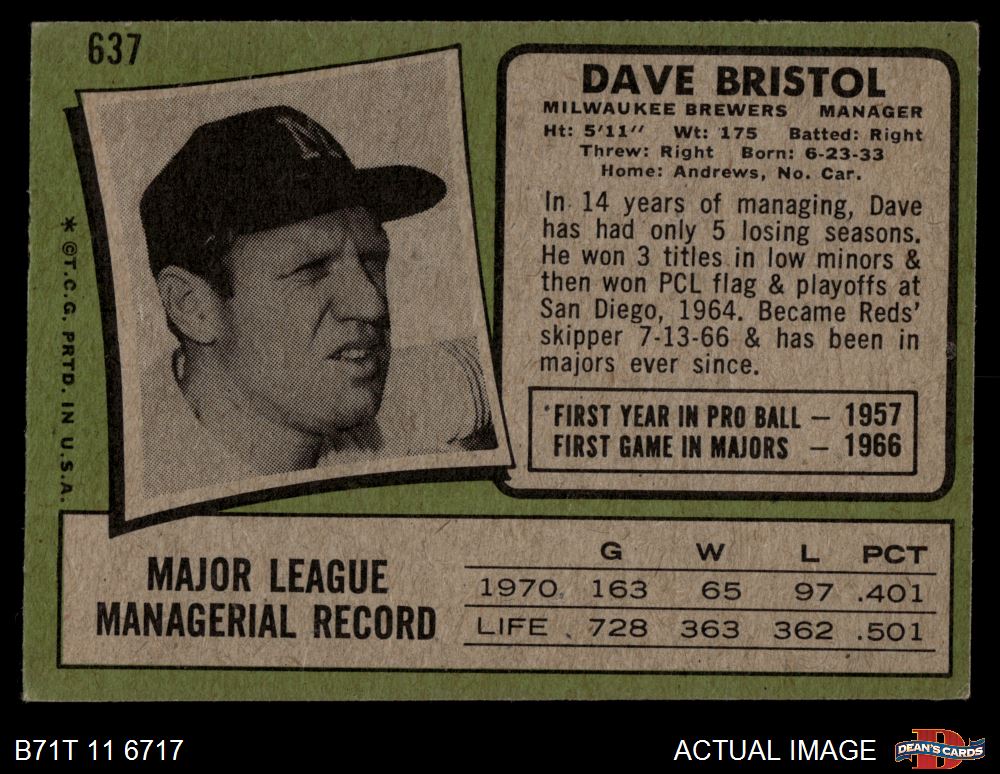 637
DAVE BRISTOL
MILWAUKEE BREWERS MANAGER
Ht: 5'11" Wt: 175 Batted: Right
Threw: Right Born: 6-23-33
Home: Andrews, No. Car.
In 14 years of managing, Dave
has had only 5 losing seasons.
He won 3 titles in low minors &
then won PCL flag & playoffs at
San Diego, 1964. Became Reds'
skipper 7-13-66 & has been in
majors ever since.
FIRST YEAR IN PRO BALL — 1957
FIRST GAME IN MAJORS — 1966
* ©T.C.G. PRTD. IN U.S.A.
M
MAJOR LEAGUE
MANAGERIAL RECORD
G W L PCT
1970 163 65 97 .401
LIFE 728 363 362 .501
B71T 11 6717
ACTUAL IMAGE
DEAN'S CARDS